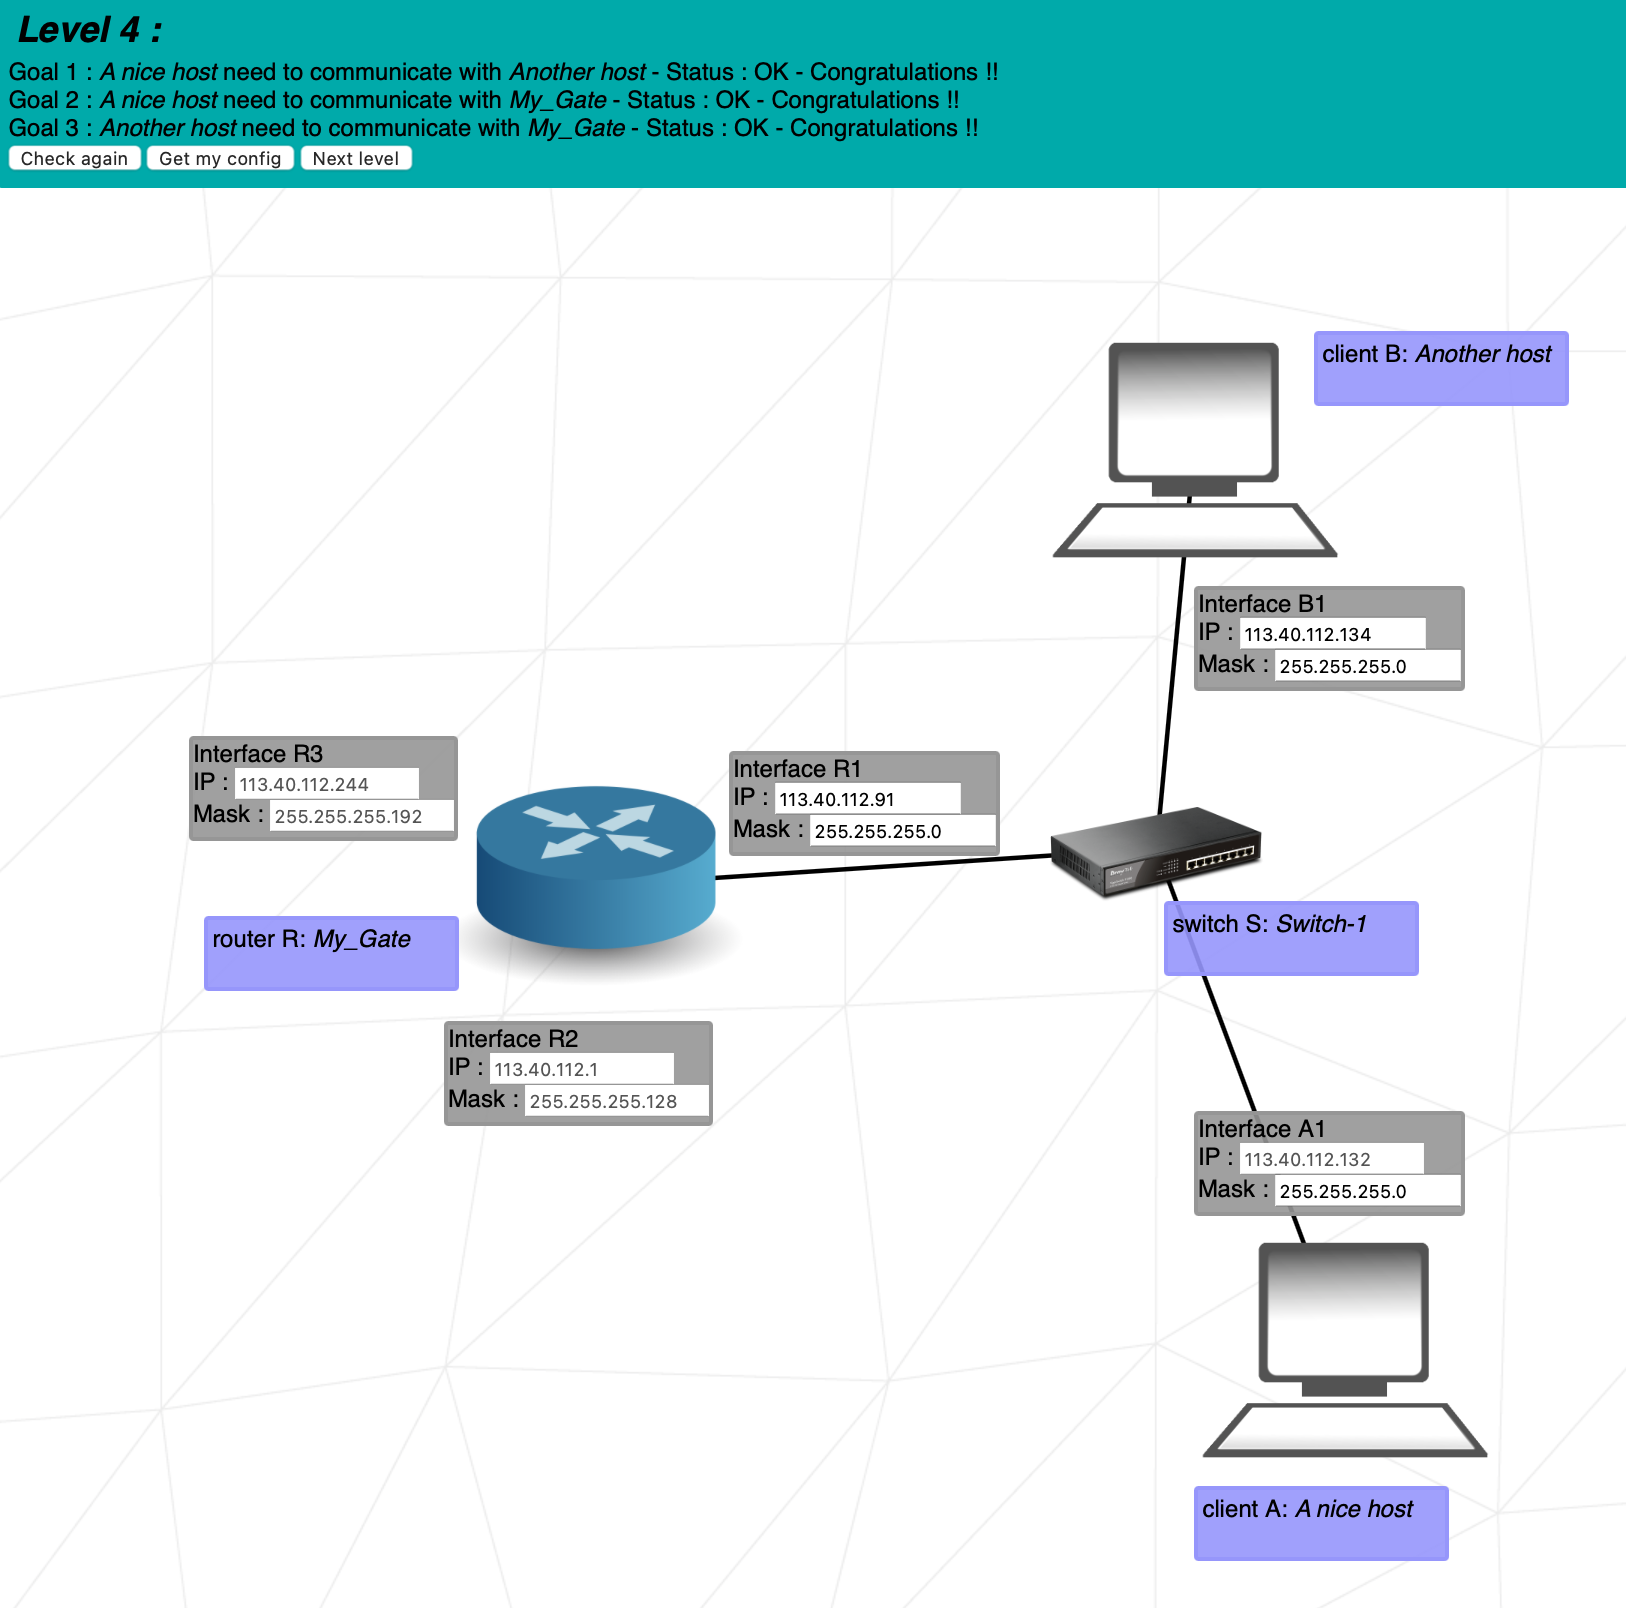 Level 4 :
Goal 1 : A nice host need to communicate with Another host - Status : OK - Congratulations !!
Goal 2 : A nice host need to communicate with My_Gate - Status : OK - Congratulations !!
Goal 3 : Another host need to communicate with My_Gate - Status : OK - Congratulations !!
Check again Get my config Next level
client B: Another host
Interface B1
IP : 113.40.112.134
Mask : 255.255.255.0
Interface R3
IP : 113.40.112.244
Mask : 255.255.255.192
Interface R1
IP : 113.40.112.91
Mask : 255.255.255.0
router R: My_Gate
switch S: Switch-1
Interface R2
IP : 113.40.112.1
Mask : 255.255.255.128
Interface A1
IP : 113.40.112.132
Mask : 255.255.255.0
client A: A nice host